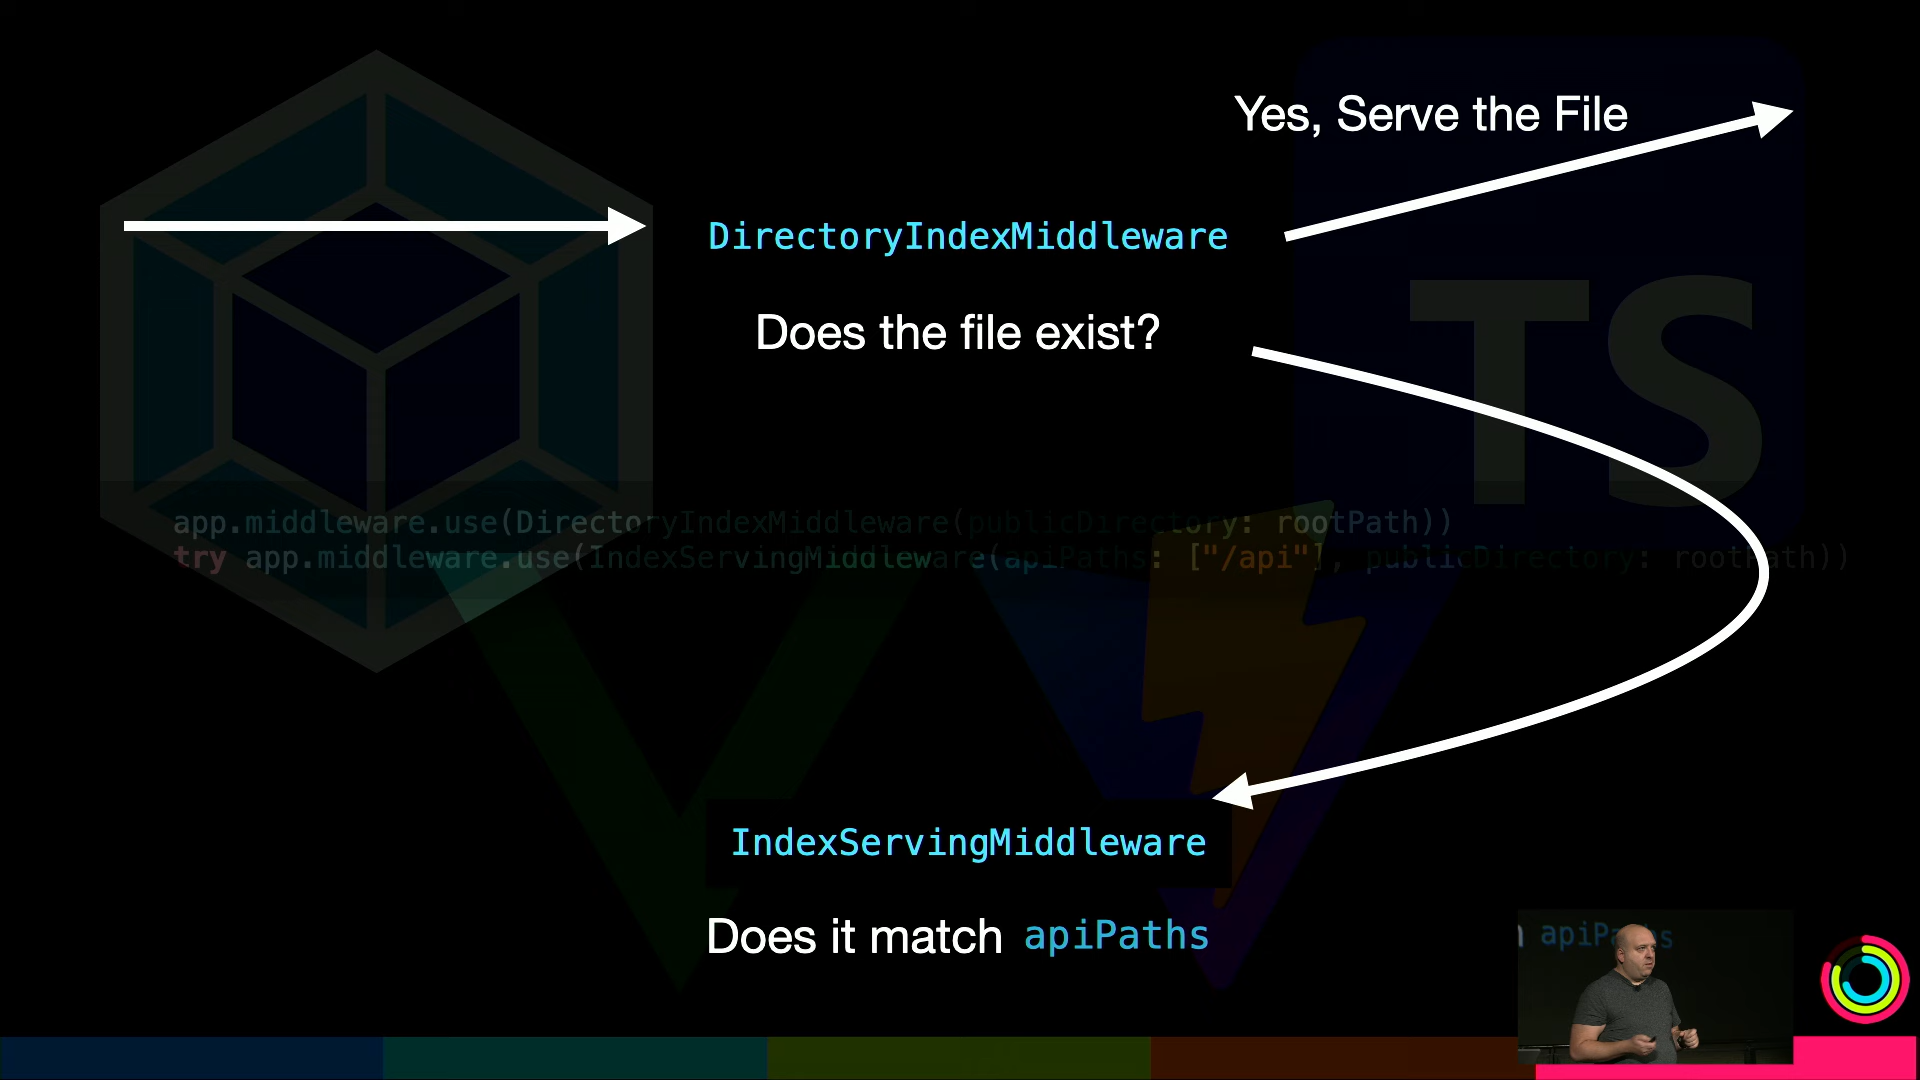 Yes, Serve the File
DirectoryIndexMiddleware
TS
Does the file exist?
app.middleware.use(DirectoryIndexMiddleware(publicDirectory: rootPath))
try app.middleware.use(IndexServingMiddleware(apiPaths: ["/api"], publicDirectory: rootPath))
IndexServingMiddleware
Does it match apiPaths